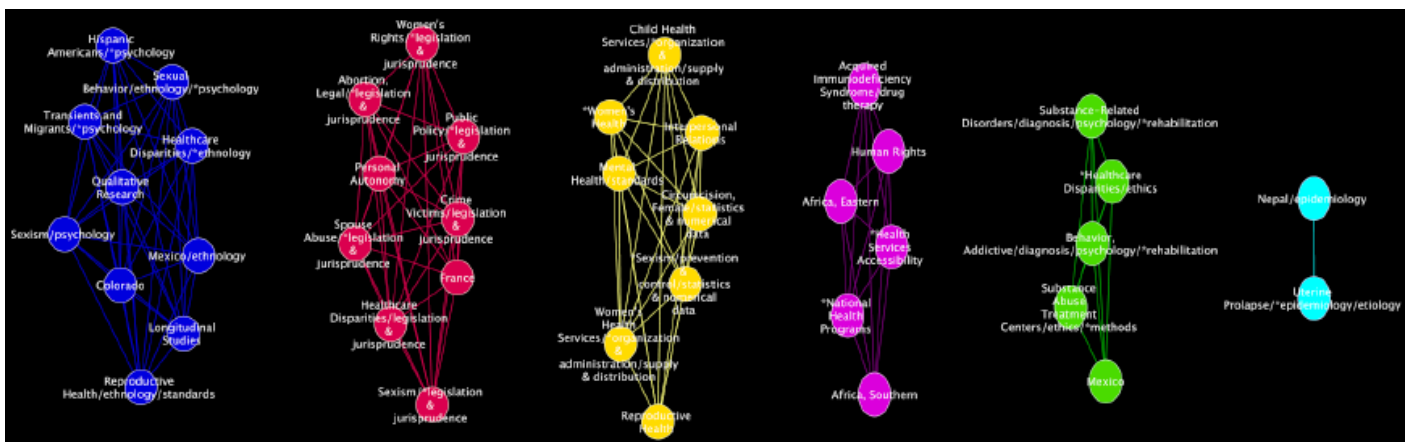 Hispanic
Americans/*psychology
Sexual
Behavior/ethnology/*psychology
Transients and
Migrants/*psychology
Healthcare
Disparities/*ethnology
Qualitative
Research
Sexism/psychology
Mexico/ethnology
Colorado
Longitudinal
Studies
Reproductive
Health/ethnology/standards
Women's
Rights/*legislation
&
jurisprudence
Abortion,
Legal/*legislation
&
jurisprudence
Public
Policy/*legislation
&
jurisprudence
Personal
Autonomy
Crime
Victims/legislation
&
jurisprudence
Spouse
Abuse/*legislation
&
jurisprudence
France
Healthcare
Disparities/legislation
&
jurisprudence
Sexism/*legislation
&
jurisprudence
Child Health
Services/*organization
&
administration/supply
& distribution
*Women's
Health
Interpersonal
Relations
Mental
Health/standards
Circumcision,
Female/statistics
& numerical
data
*Sexism/prevention
&
control/statistics
& numerical
data
Women's
Health
Services/*organization
&
administration/supply
& distribution
Reproductive
Health
Acquired
Immunodeficiency
Syndrome/drug
therapy
Human Rights
Africa, Eastern
*Health
Services
Accessibility
*National
Health
Programs
Africa, Southern
Substance-Related
Disorders/diagnosis/psychology/*rehabilitation
*Healthcare
Disparities/ethics
Behavior,
Addictive/diagnosis/psychology/*rehabilitation
Substance
Abuse
Treatment
Centers/ethics/*methods
Mexico
Nepal/epidemiology
Uterine
Prolapse/*epidemiology/etiology